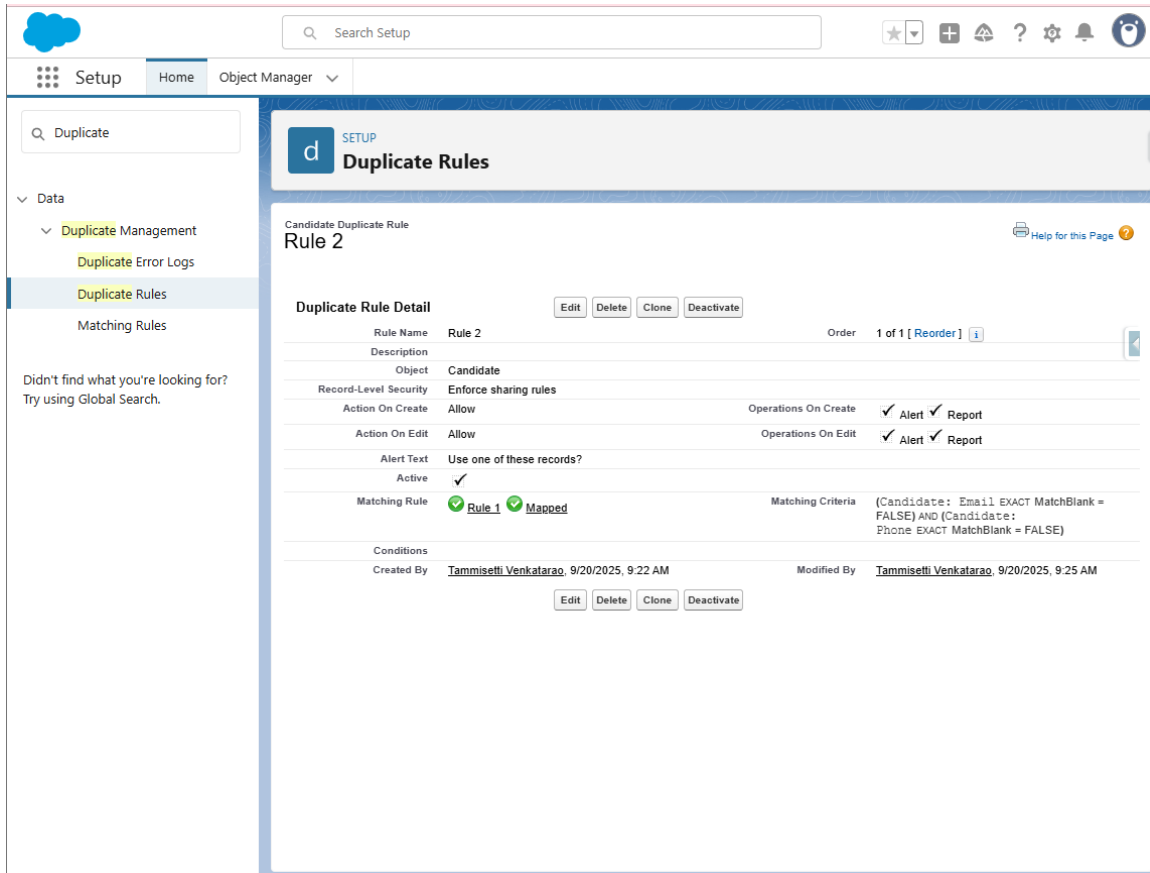 Search Setup
Setup
Home
Object Manager
Duplicate
d
SETUP
Duplicate Rules
Data
Duplicate Management
Duplicate Error Logs
Duplicate Rules
Matching Rules
Didn't find what you're looking for?
Try using Global Search.
Candidate Duplicate Rule
Rule 2
Help for this Page ?
Duplicate Rule Detail Edit Delete Clone Deactivate
Rule Name Rule 2 Order 1 of 1 [ Reorder ] i
Description
Object Candidate
Record-Level Security Enforce sharing rules
Action On Create Allow Operations On Create Alert Report
Action On Edit Allow Operations On Edit Alert Report
Alert Text Use one of these records?
Active
Matching Rule Rule 1 Mapped Matching Criteria (Candidate: Email EXACT MatchBlank =
FALSE) AND (Candidate:
Phone EXACT MatchBlank = FALSE)
Conditions
Created By Tammisetti Venkatarao, 9/20/2025, 9:22 AM Modified By Tammisetti Venkatarao, 9/20/2025, 9:25 AM
Edit Delete Clone Deactivate